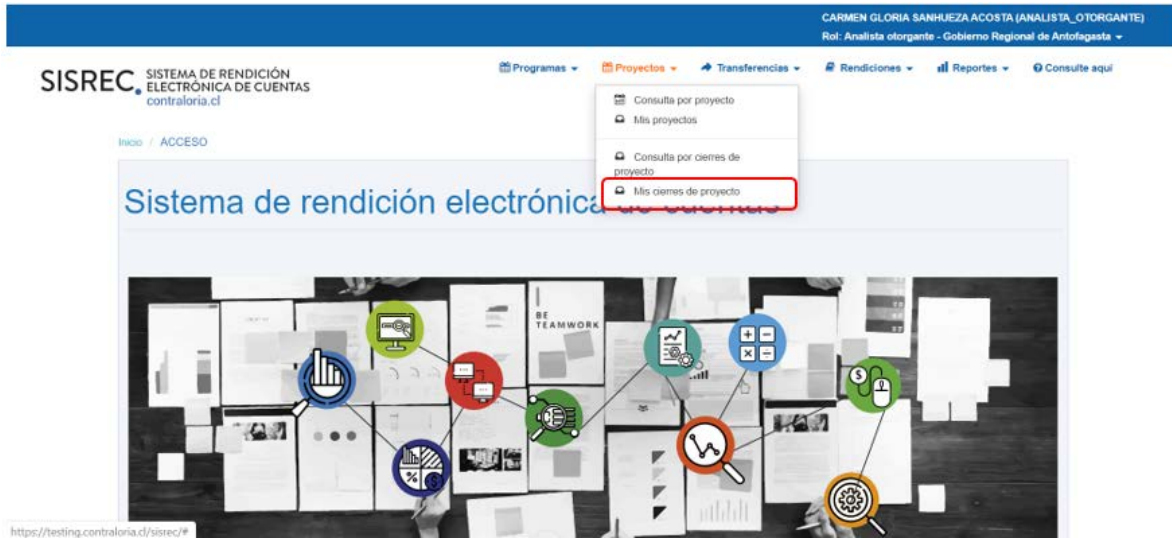 CARMEN GLORIA SANHUEZA ACOSTA (ANALISTA_OTORGANTE)
Rol: Analista otorgante - Gobierno Regional de Antofagasta
SISREC. SISTEMA DE RENDICIÓN
ELECTRÓNICA DE CUENTAS
contraloria.cl
Programas Proyectos Transferencias Rendiciones Reportes Consulte aquí
Consulta por proyecto
Mis proyectos
Consulta por cierres de
proyecto
Mis cierres de proyecto
Inicio / ACCESO
Sistema de rendición electrónica de cuentas
BE
TEAMWORK
https://testing.contraloria.cl/sisrec/#